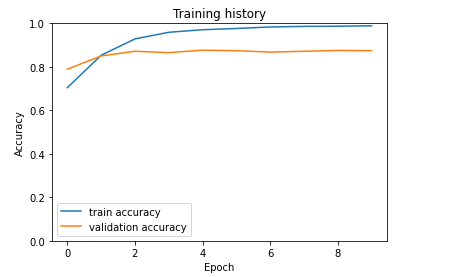 Training history
1.0
0.8
0.6
0.4
0.2
0.0
Accuracy
train accuracy
validation accuracy
0 2 4 6 8
Epoch